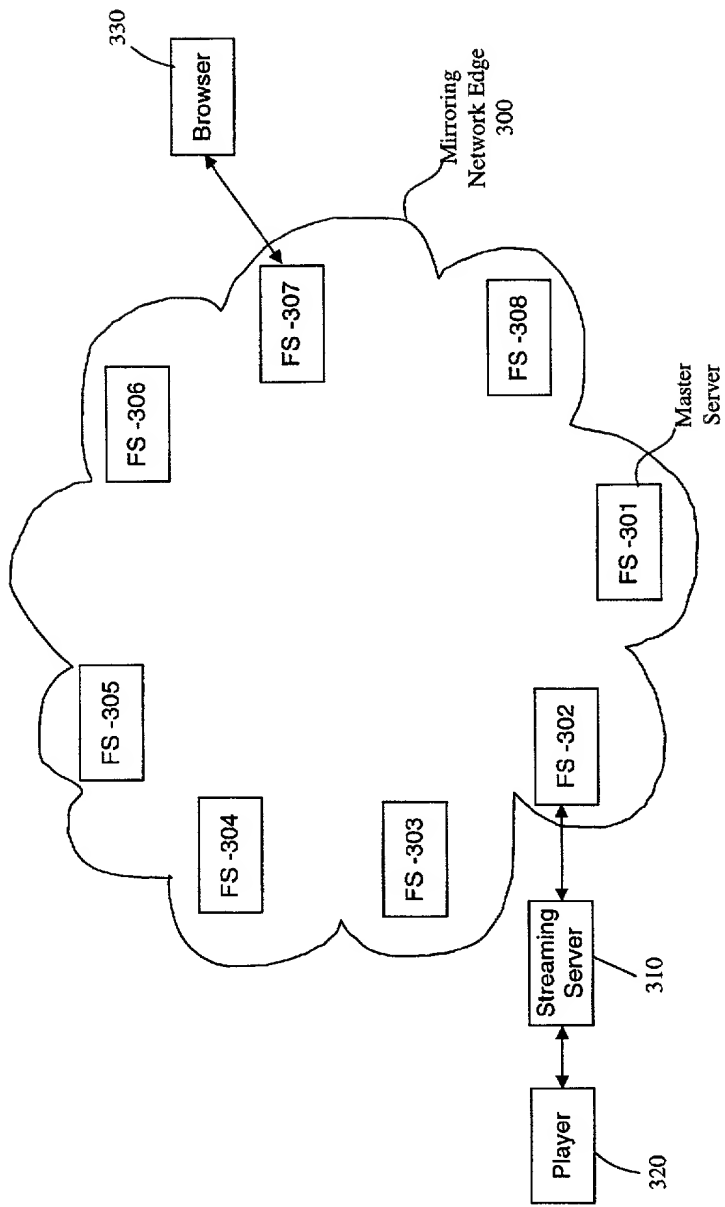 330
Browser
Mirroring
Network Edge
300
FS -307
FS -306
FS -308
Master
Server
FS -305
FS -301
FS -304
FS -303
FS -302
Streaming
Server
310
Player
320